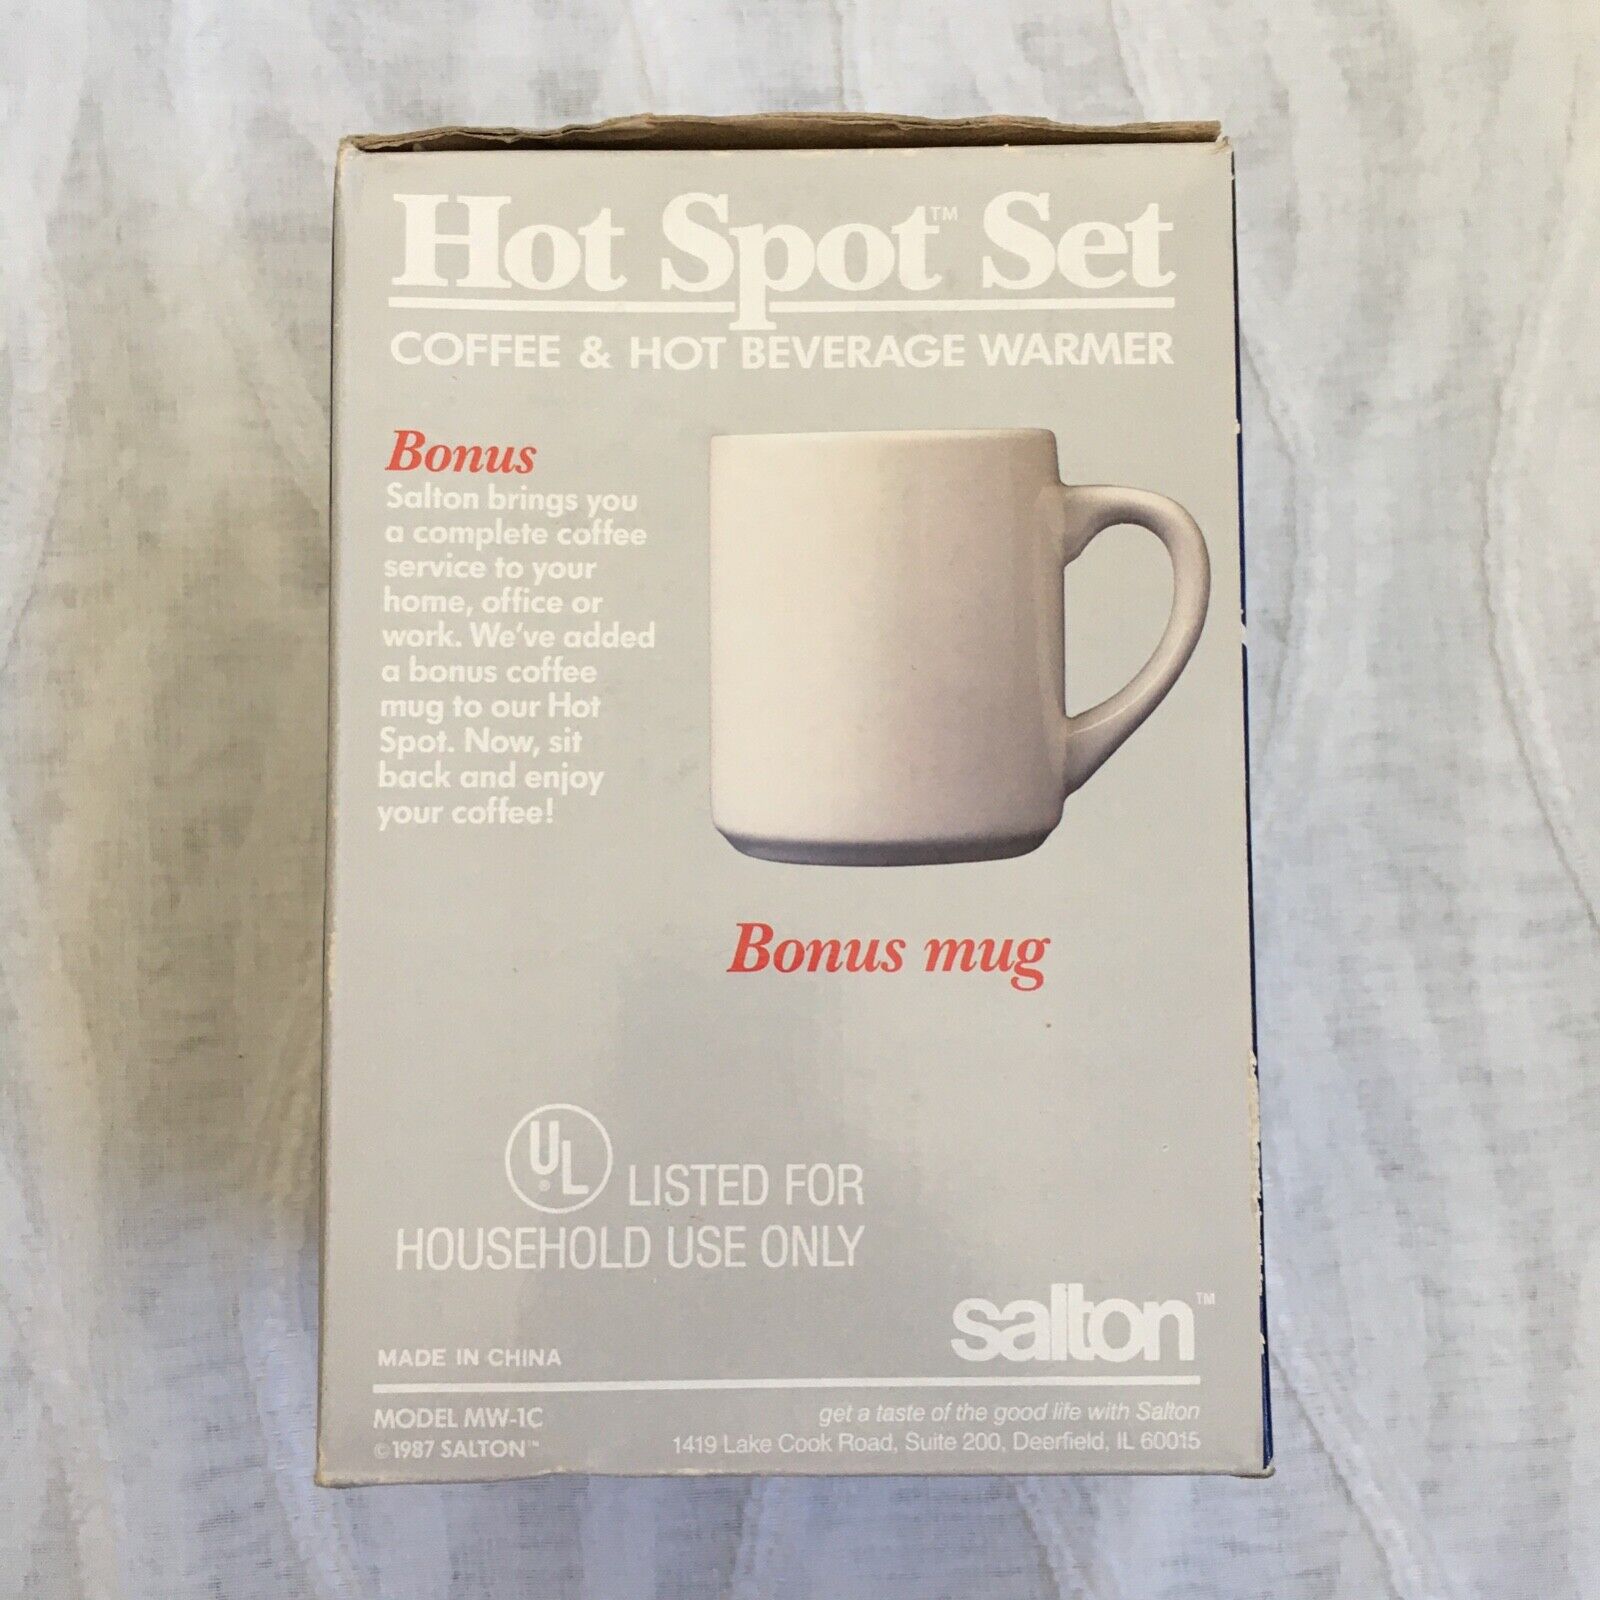 Hot Spot™ Set
COFFEE & HOT BEVERAGE WARMER
Bonus
Salton brings you
a complete coffee
service to your
home, office or
work. We've added
a bonus coffee
mug to our Hot
Spot. Now, sit
back and enjoy
your coffee!
Bonus mug
UL® LISTED FOR
HOUSEHOLD USE ONLY
salton™
MADE IN CHINA
MODEL MW-1C
©1987 SALTON™
get a taste of the good life with Salton
1419 Lake Cook Road, Suite 200, Deerfield, IL 60015